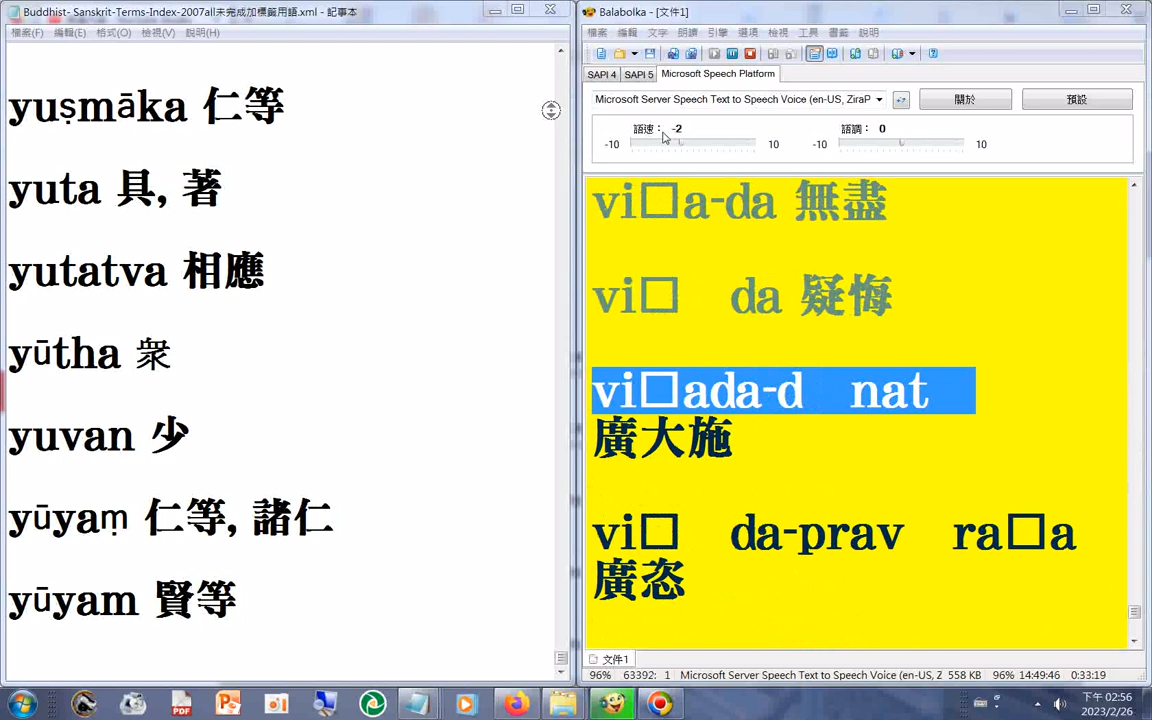 Buddhist- Sanskrit-Terms-Index-2007all未完成加標籤用語.xml - 記事本
檔案(F) 編輯(E) 格式(O) 檢視(V) 說明(H)
yuṣmāka 仁等
yuta 具, 著
yutatva 相應
yūtha 衆
yuvan 少
yūyaṃ 仁等, 諸仁
yūyam 賢等
Balabolka - [文件1]
檔案 編輯 文字 朗讀 引擎 選項 檢視 工具 書籤 說明
SAPI 4 SAPI 5 Microsoft Speech Platform
Microsoft Server Speech Text to Speech Voice (en-US, ZiraP 關於 預設
語速： -2 語調： 0
-10 10 -10 10
vi□a-da 無盡
vi□ da 疑悔
vi□ada-d nat
廣大施
vi□ da-prav ra□a
廣恣
文件1
96% 63392: 1 Microsoft Server Speech Text to Speech Voice (en-US, Z 558 KB 96% 14:49:46 0:33:19
下午 02:56
2023/2/26